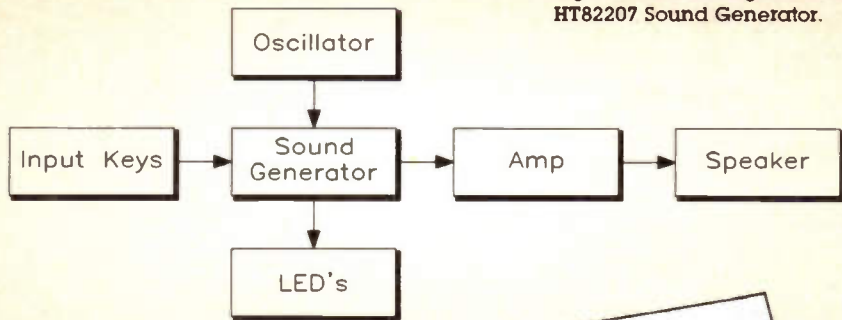 HT82207 Sound Generator.
Oscillator
Input Keys
Sound
Generator
Amp
Speaker
LED's